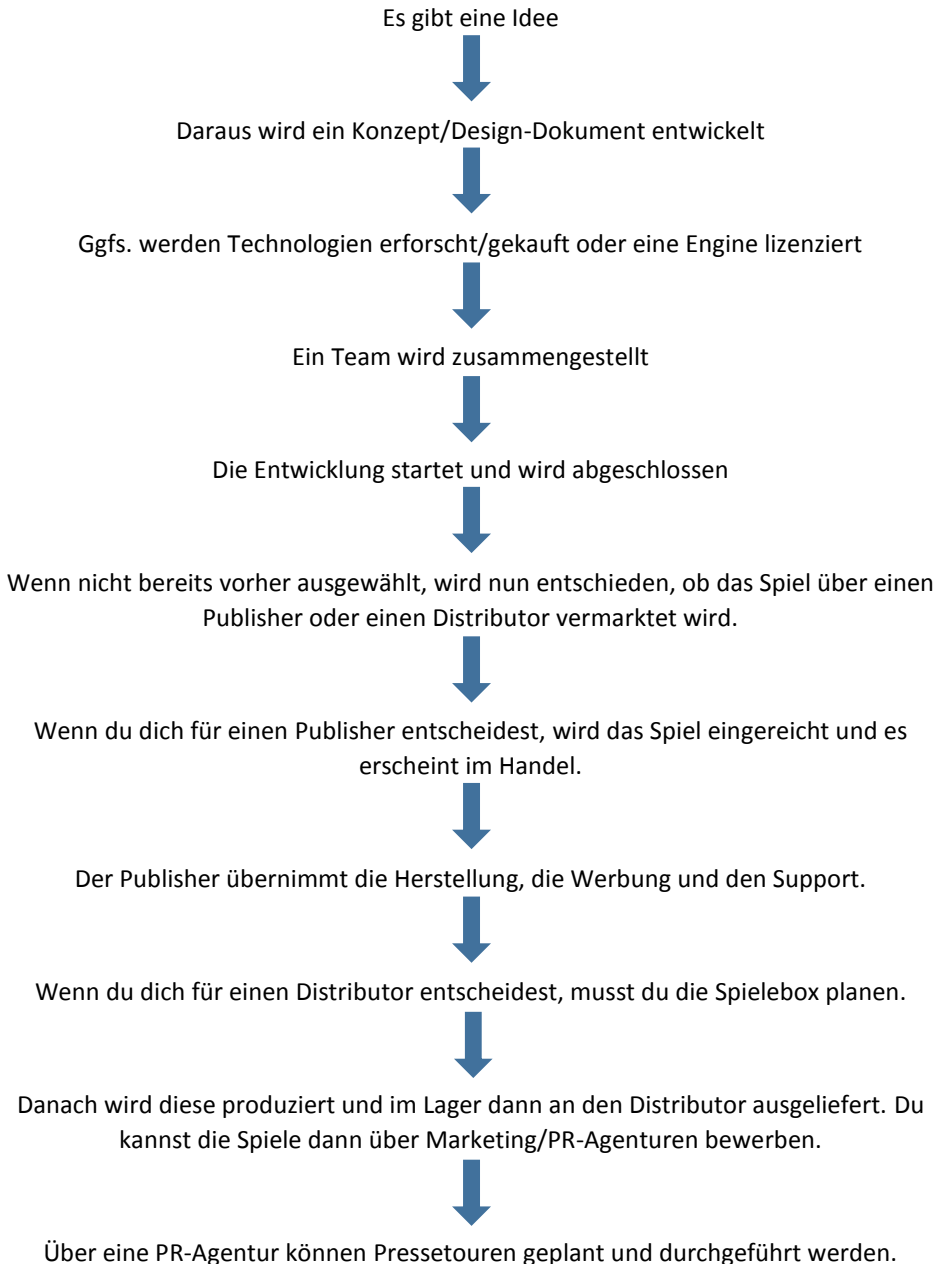 Es gibt eine Idee
Daraus wird ein Konzept/Design-Dokument entwickelt
Ggfs. werden Technologien erforscht/gekauft oder eine Engine lizenziert
Ein Team wird zusammengestellt
Die Entwicklung startet und wird abgeschlossen
Wenn nicht bereits vorher ausgewählt, wird nun entschieden, ob das Spiel über einen
Publisher oder einen Distributor vermarktet wird.
Wenn du dich für einen Publisher entscheidest, wird das Spiel eingereicht und es
erscheint im Handel.
Der Publisher übernimmt die Herstellung, die Werbung und den Support.
Wenn du dich für einen Distributor entscheidest, musst du die Spielebox planen.
Danach wird diese produziert und im Lager dann an den Distributor ausgeliefert. Du
kannst die Spiele dann über Marketing/PR-Agenturen bewerben.
Über eine PR-Agentur können Pressetouren geplant und durchgeführt werden.